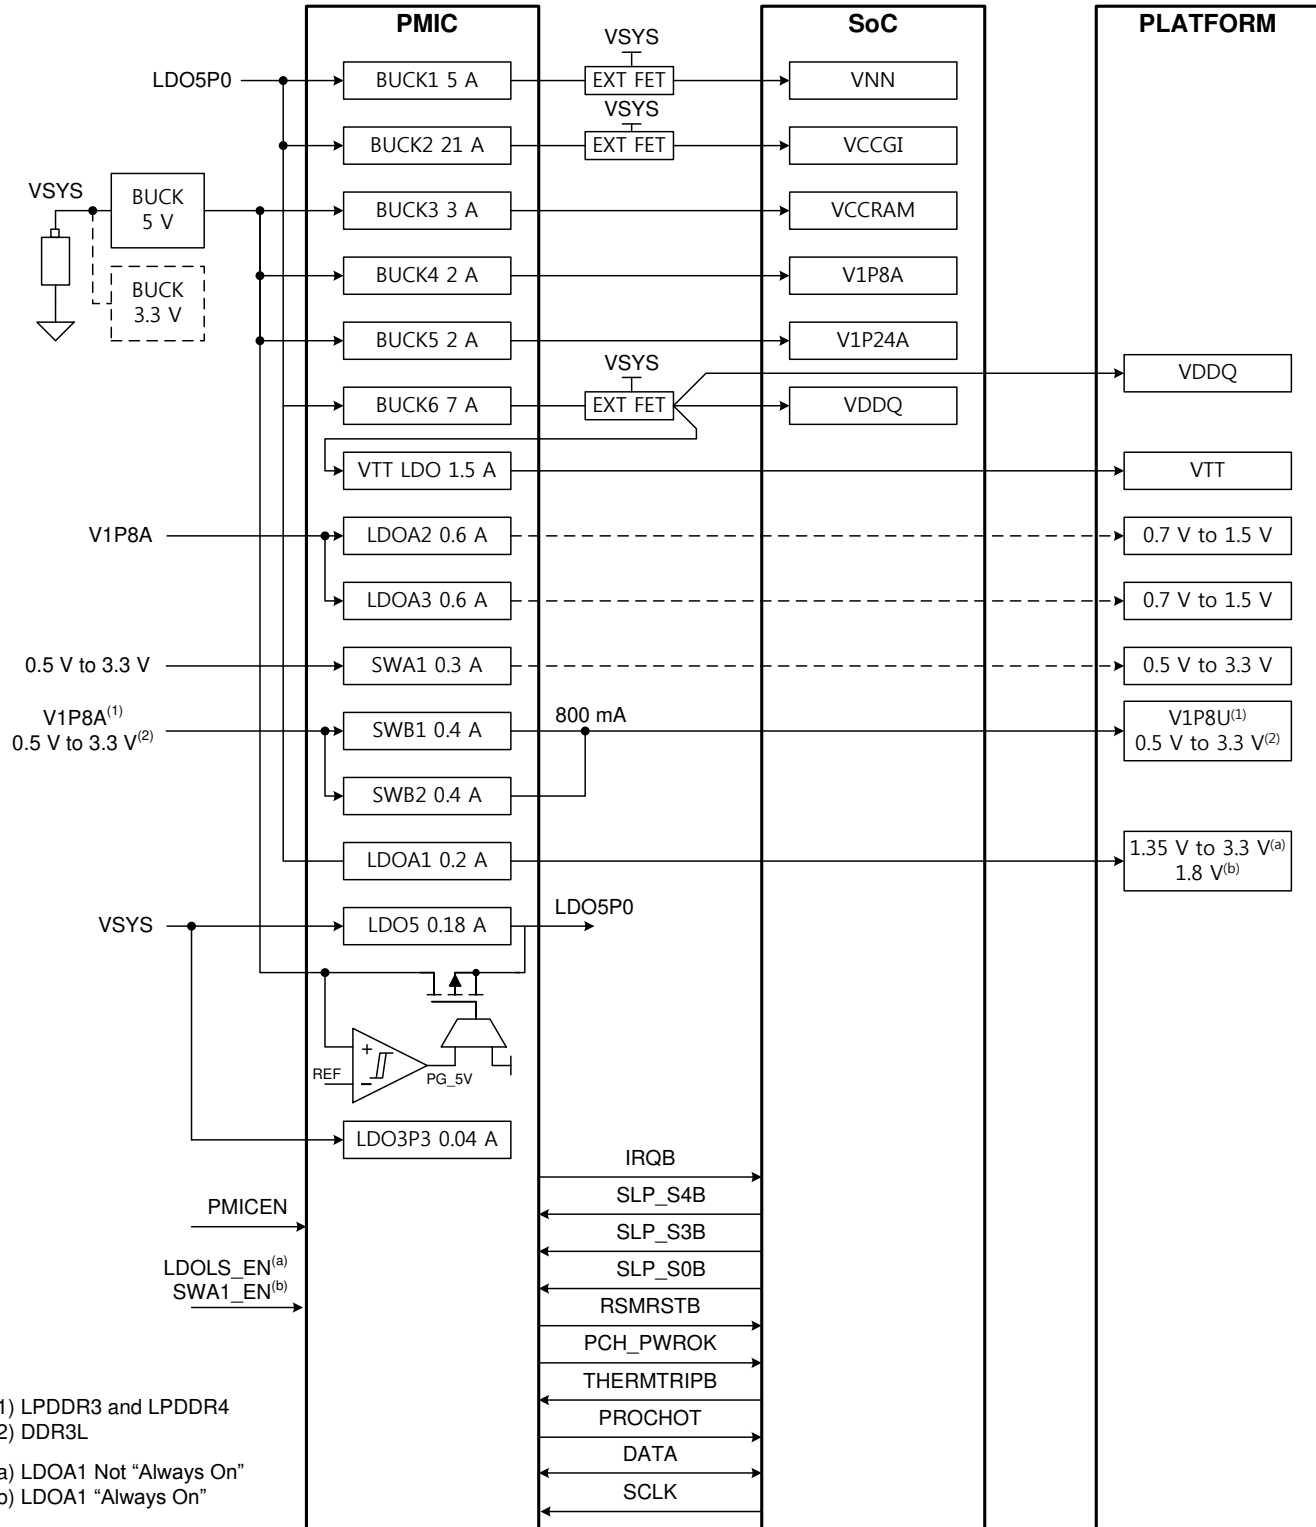 PMIC
SoC
PLATFORM
VSYS
LDO5P0
BUCK1 5 A
EXT FET
VNN
VSYS
BUCK2 21 A
EXT FET
VCCGI
VSYS
BUCK
5 V
BUCK3 3 A
VCCRAM
BUCK
3.3 V
BUCK4 2 A
V1P8A
BUCK5 2 A
V1P24A
VSYS
VDDQ
BUCK6 7 A
EXT FET
VDDQ
VTT LDO 1.5 A
VTT
V1P8A
LDOA2 0.6 A
0.7 V to 1.5 V
LDOA3 0.6 A
0.7 V to 1.5 V
0.5 V to 3.3 V
SWA1 0.3 A
0.5 V to 3.3 V
V1P8A(1)
0.5 V to 3.3 V(2)
SWB1 0.4 A
800 mA
V1P8U(1)
0.5 V to 3.3 V(2)
SWB2 0.4 A
LDOA1 0.2 A
1.35 V to 3.3 V(a)
1.8 V(b)
VSYS
LDO5 0.18 A
LDO5P0
+
REF
−
PG_5V
LDO3P3 0.04 A
IRQB
SLP_S4B
PMICEN
SLP_S3B
LDOLS_EN(a)
SWA1_EN(b)
SLP_S0B
RSMRSTB
PCH_PWROK
THERMTRIPB
PROCHOT
DATA
SCLK
1) LPDDR3 and LPDDR4
2) DDR3L
a) LDOA1 Not “Always On”
b) LDOA1 “Always On”